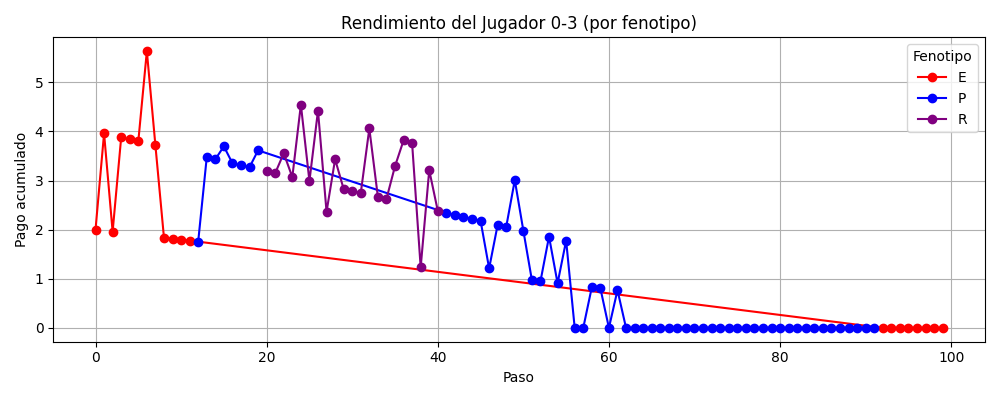 Rendimiento del Jugador 0-3 (por fenotipo)
Fenotipo
E
P
R
Pago acumulado
5
4
3
2
1
0
0 20 40 60 80 100
Paso